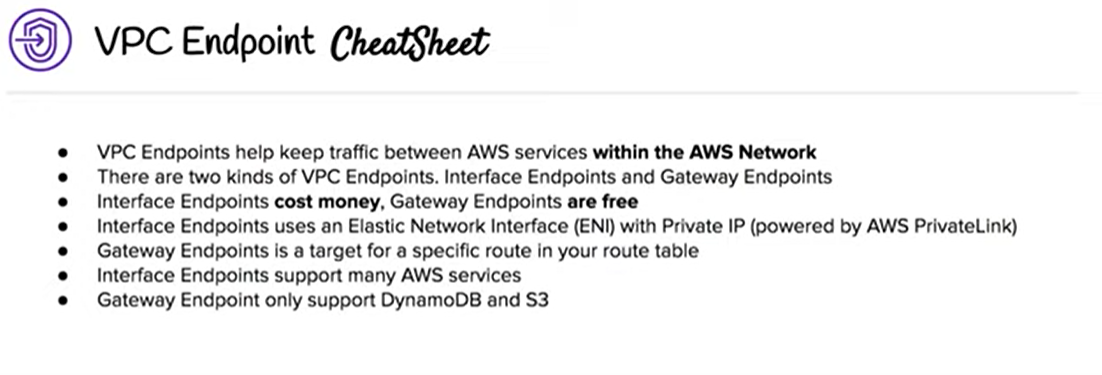 VPC Endpoint CheatSheet
● VPC Endpoints help keep traffic between AWS services within the AWS Network
● There are two kinds of VPC Endpoints. Interface Endpoints and Gateway Endpoints
● Interface Endpoints cost money, Gateway Endpoints are free
● Interface Endpoints uses an Elastic Network Interface (ENI) with Private IP (powered by AWS PrivateLink)
● Gateway Endpoints is a target for a specific route in your route table
● Interface Endpoints support many AWS services
● Gateway Endpoint only support DynamoDB and S3